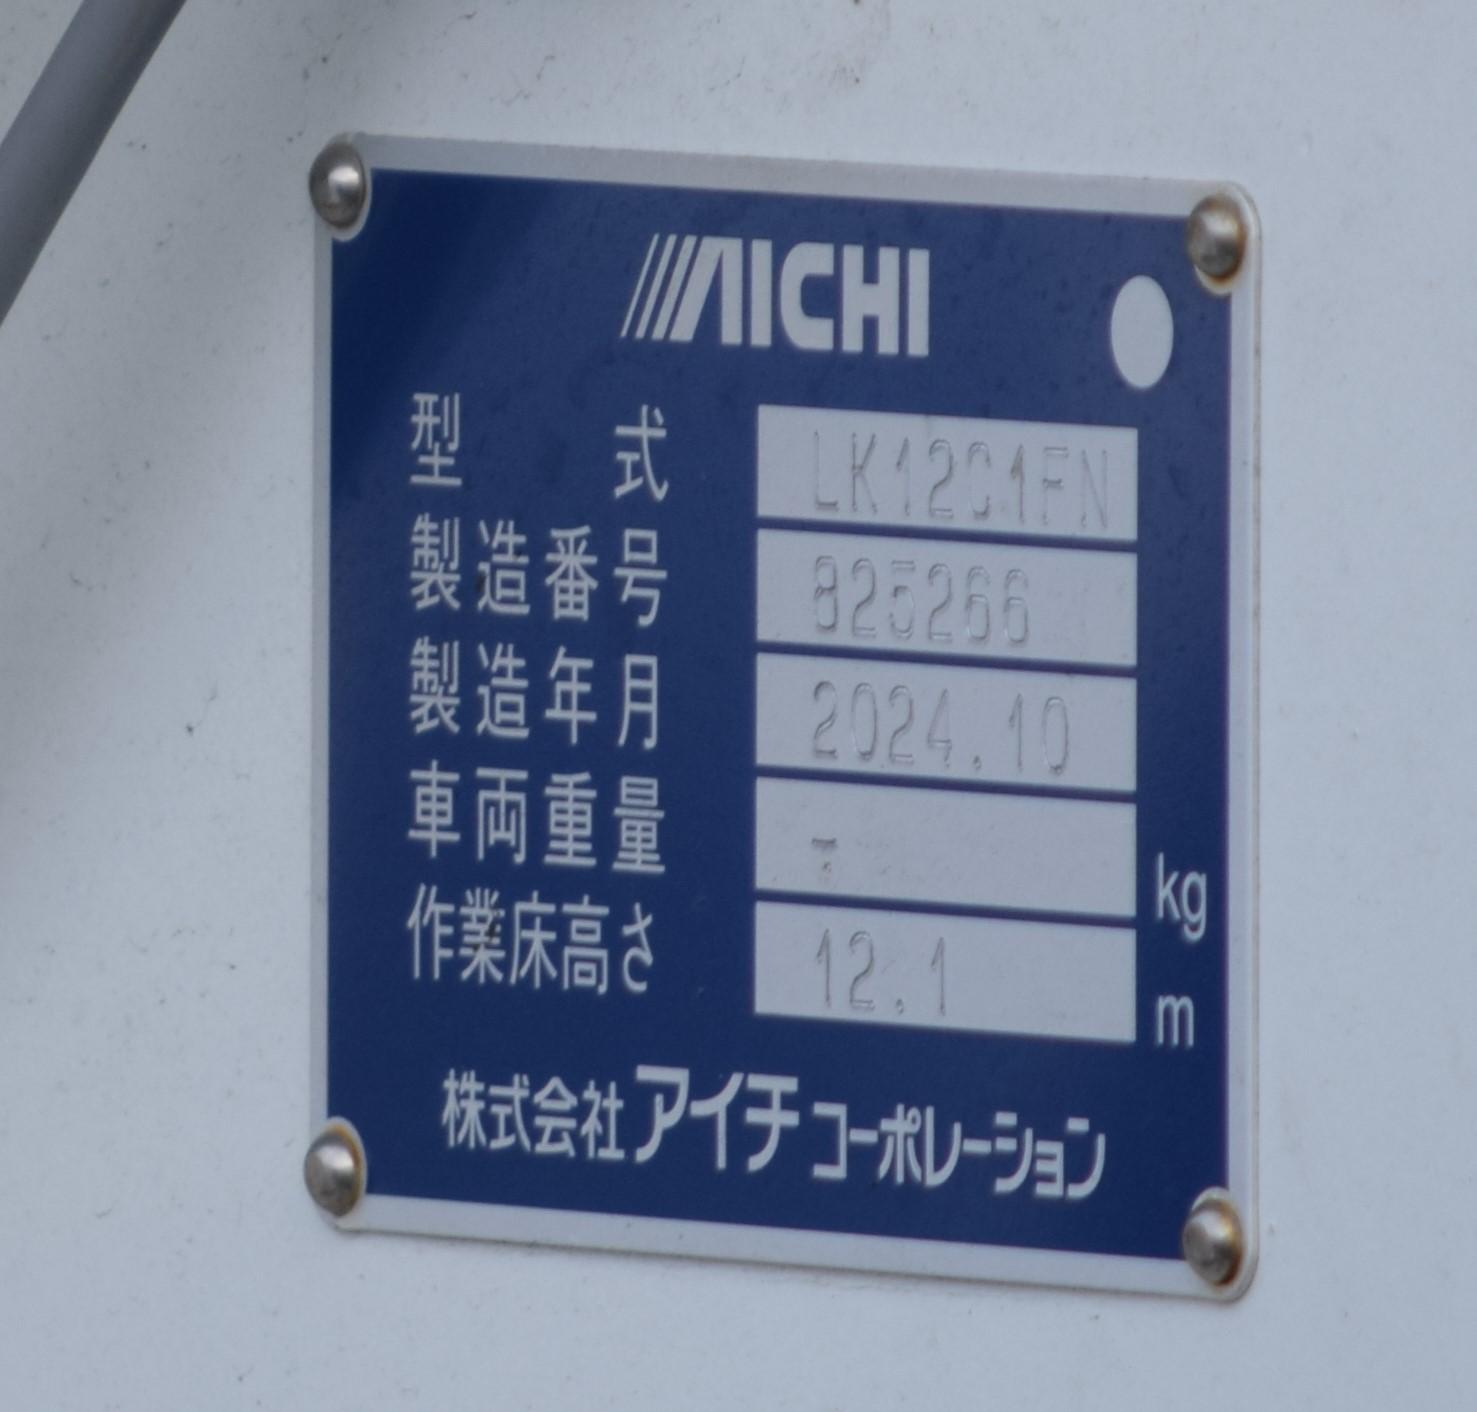 AICHI
型式 LK12C1FN
製造番号 825266
製造年月 2024.10
車両重量 - kg
作業床高さ 12.1 m
株式会社アイチコーポレーション